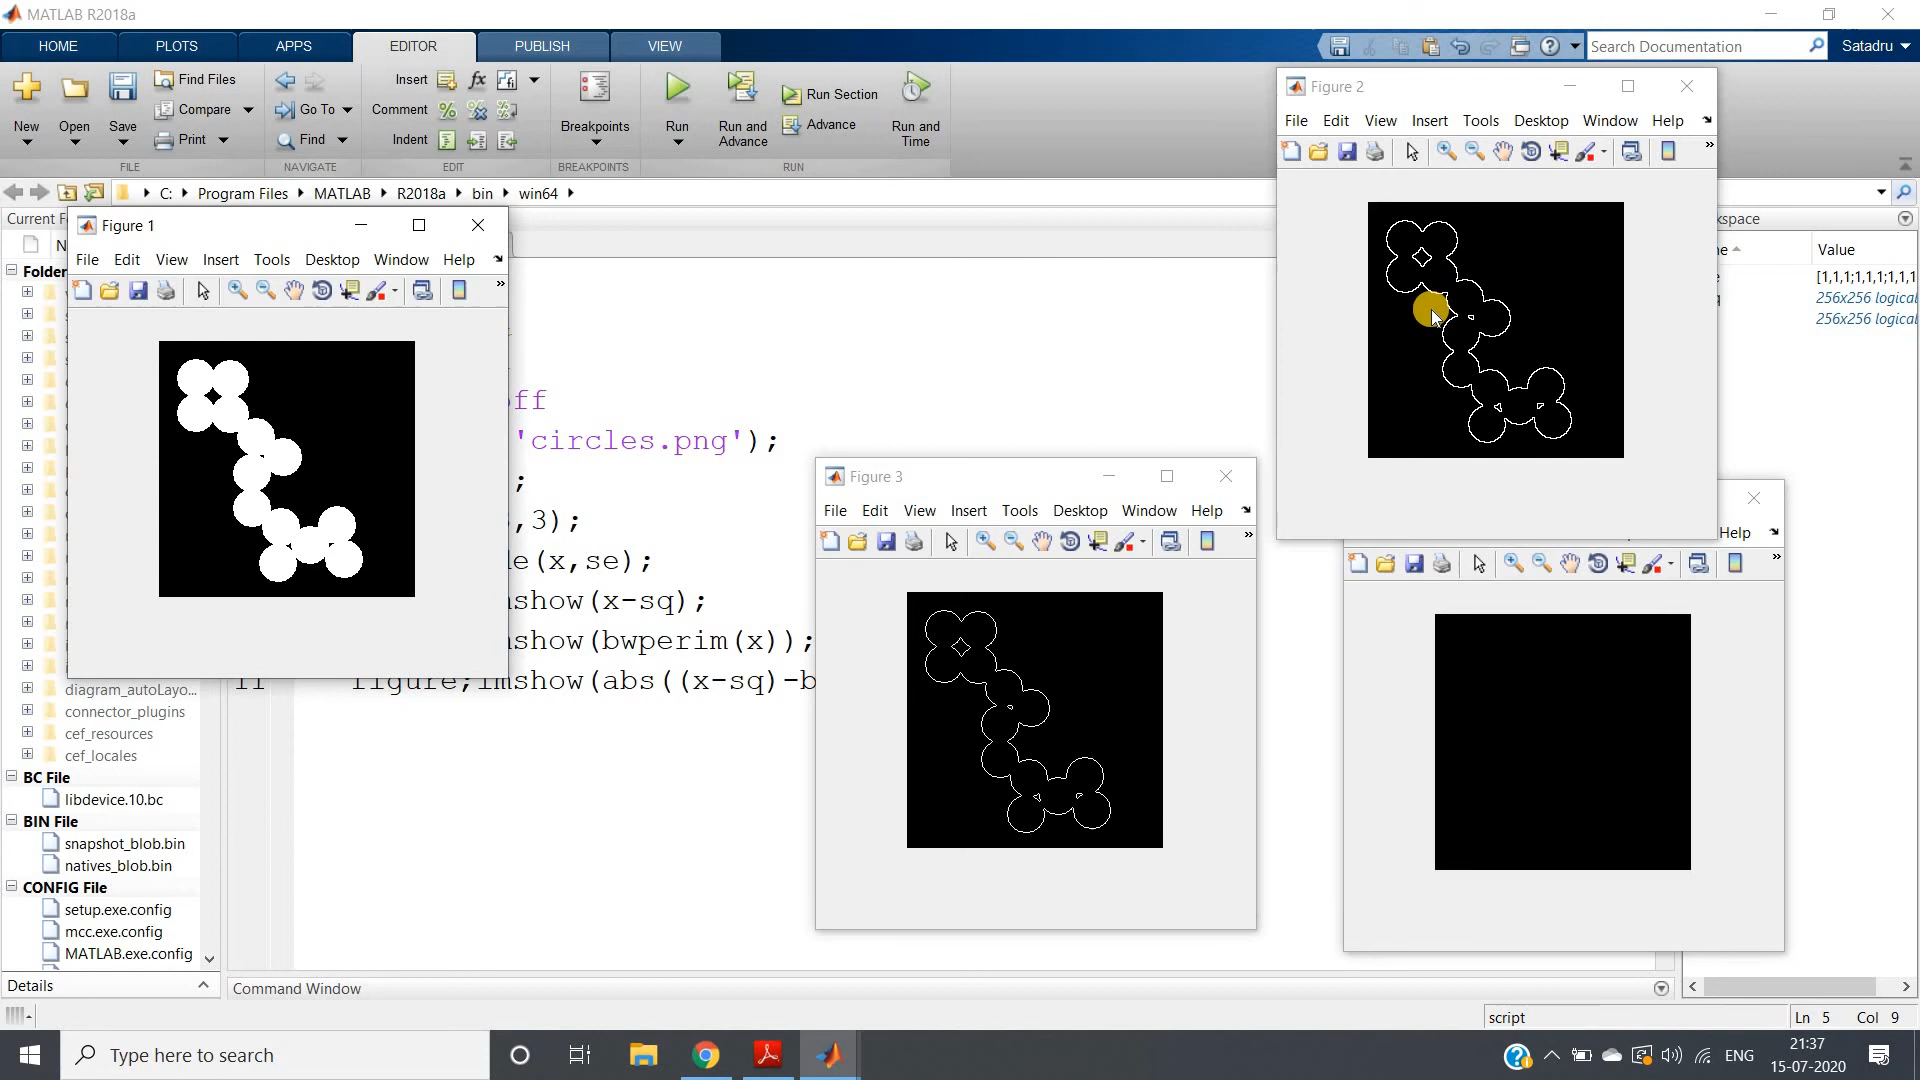 MATLAB R2018a
HOME PLOTS APPS EDITOR PUBLISH VIEW
Search Documentation Satadru
New Open Save
Find Files
Compare
Print
FILE
Go To
Find
NAVIGATE
Insert fx
Comment
Indent
EDIT
Breakpoints
BREAKPOINTS
Run
Run and Advance
Run Section
Advance
Run and Time
RUN
C: Program Files MATLAB R2018a bin win64
Figure 1
File Edit View Insert Tools Desktop Window Help
Figure 2
File Edit View Insert Tools Desktop Window Help
Figure 3
File Edit View Insert Tools Desktop Window Help
Help
Current F
N
Folder
diagram_autoLayo...
connector_plugins
cef_resources
cef_locales
BC File
libdevice.10.bc
BIN File
snapshot_blob.bin
natives_blob.bin
CONFIG File
setup.exe.config
mcc.exe.config
MATLAB.exe.config
Details
ff
'circles.png');
;
,3);
e(x,se);
show(x-sq);
mshow(bwperim(x));
11 figure;imshow(abs((x-sq)-b
kspace
Value
[1,1,1;1,1,1;1,1,1
256x256 logical
256x256 logical
Command Window
script Ln 5 Col 9
Type here to search
ENG
21:37
15-07-2020